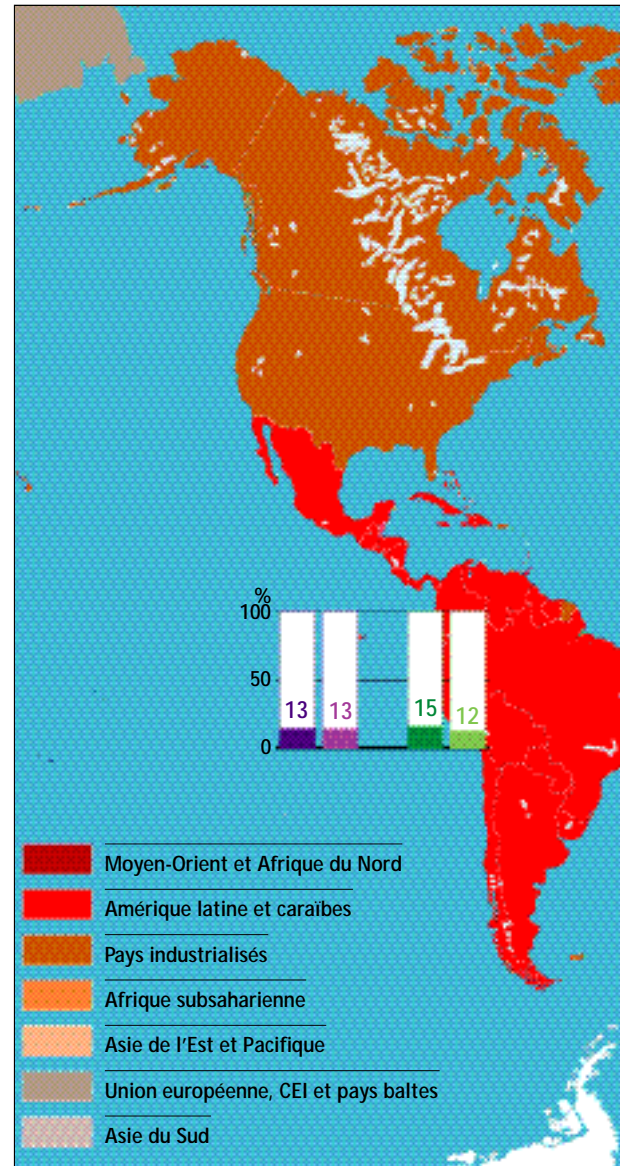 %
100
50
0
13
13
15
12
Moyen-Orient et Afrique du Nord
Amérique latine et caraïbes
Pays industrialisés
Afrique subsaharienne
Asie de l'Est et Pacifique
Union européenne, CEI et pays baltes
Asie du Sud